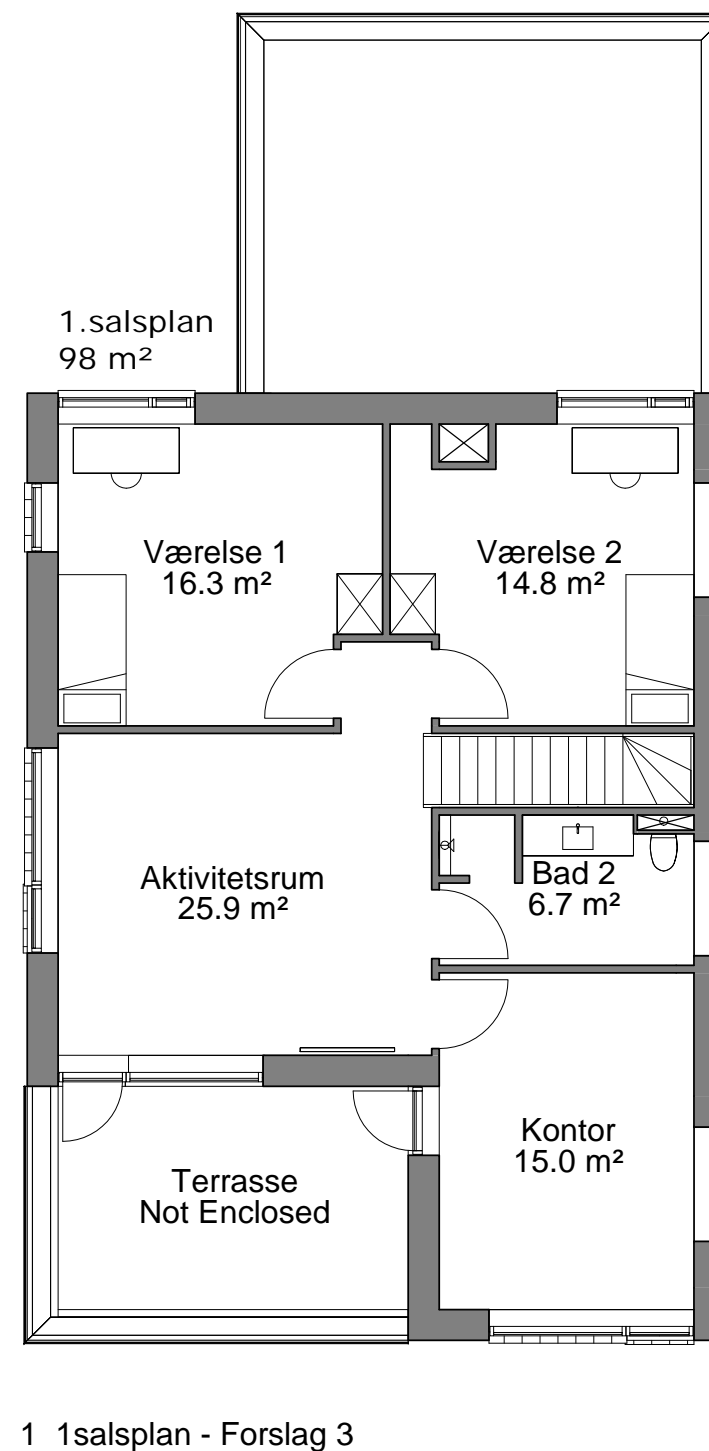 1.salsplan
98 m²
Værelse 1
16.3 m²
Værelse 2
14.8 m²
Aktivitetsrum
25.9 m²
Bad 2
6.7 m²
Kontor
15.0 m²
Terrasse
Not Enclosed
1 1salsplan - Forslag 3